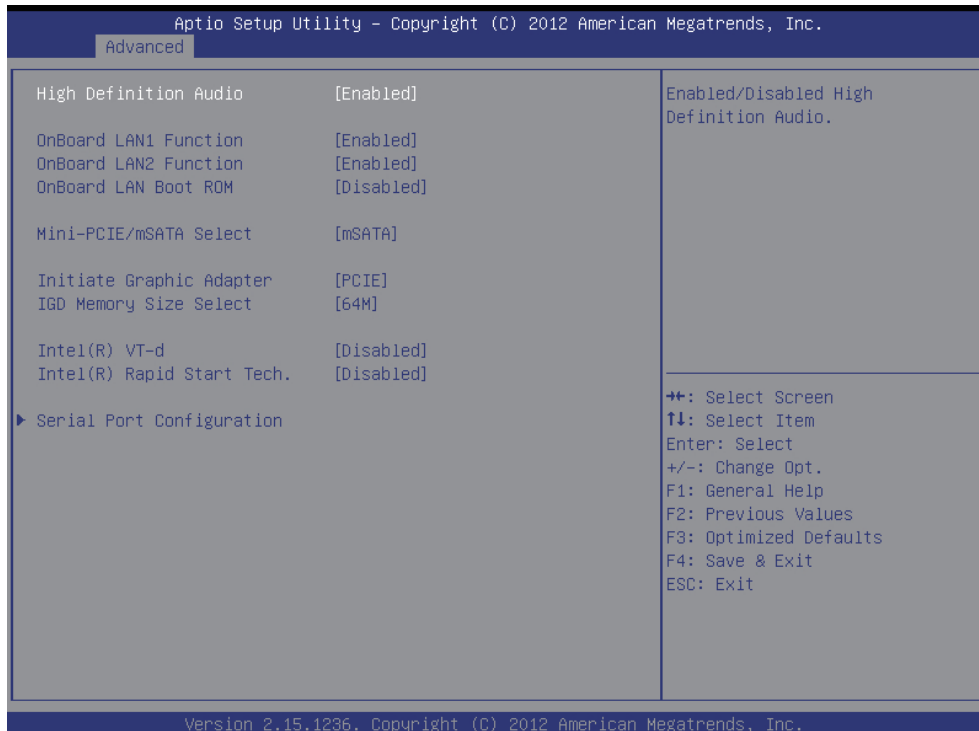 Aptio Setup Utility – Copyright (C) 2012 American Megatrends, Inc.
Advanced
High Definition Audio [Enabled]
OnBoard LAN1 Function [Enabled]
OnBoard LAN2 Function [Enabled]
OnBoard LAN Boot ROM [Disabled]
Mini-PCIE/mSATA Select [mSATA]
Initiate Graphic Adapter [PCIE]
IGD Memory Size Select [64M]
Intel(R) VT-d [Disabled]
Intel(R) Rapid Start Tech. [Disabled]
▶ Serial Port Configuration
Enabled/Disabled High
Definition Audio.
→←: Select Screen
↑↓: Select Item
Enter: Select
+/-: Change Opt.
F1: General Help
F2: Previous Values
F3: Optimized Defaults
F4: Save & Exit
ESC: Exit
Version 2.15.1236. Copyright (C) 2012 American Megatrends, Inc.